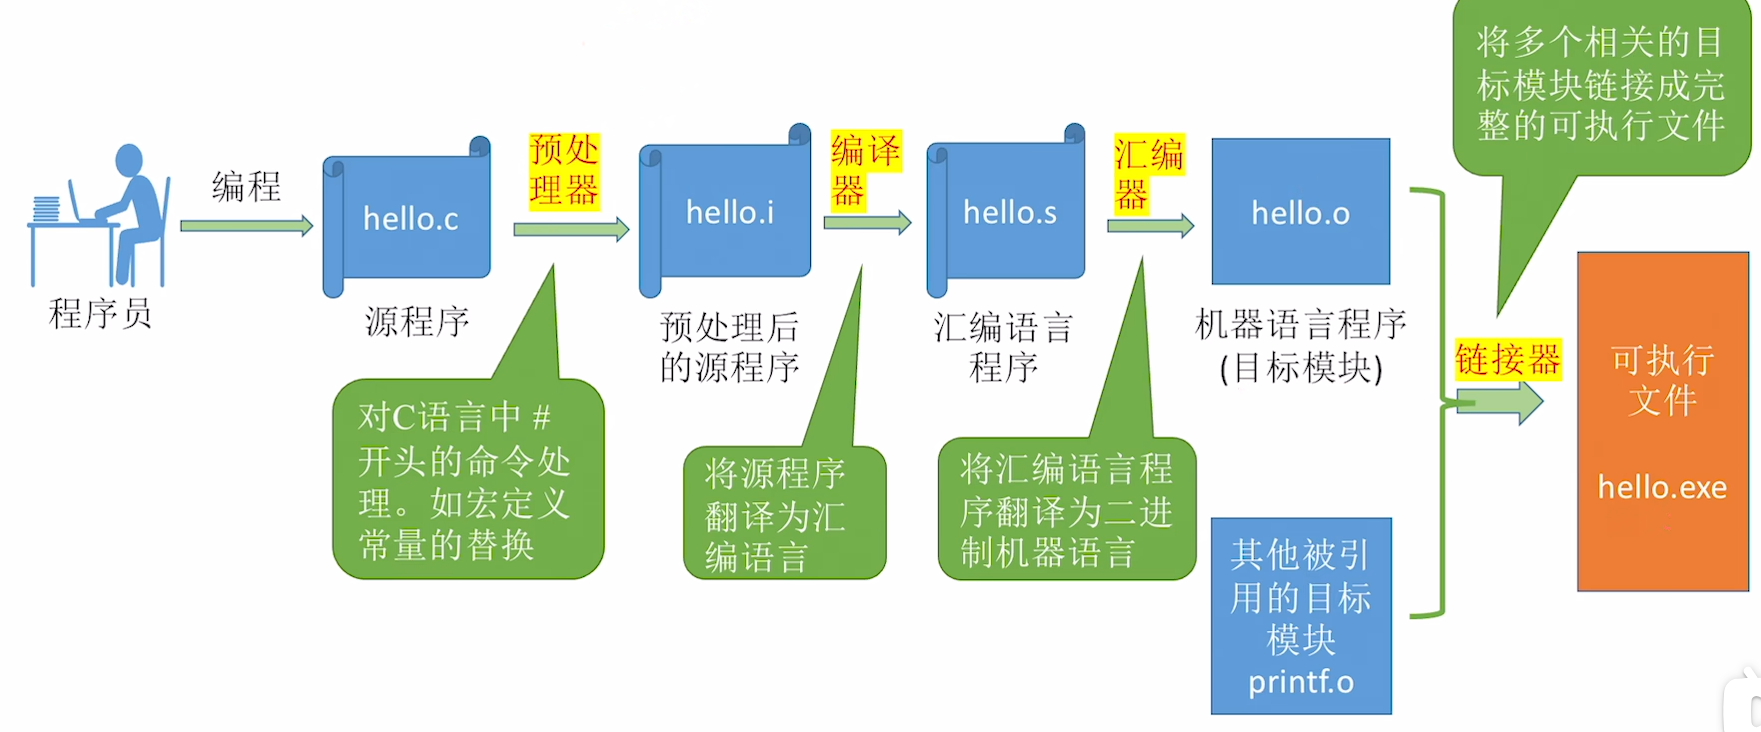 将多个相关的目
标模块链接成完
整的可执行文件
程序员
编程
hello.c
源程序
预处
理器
对C语言中 #
开头的命令处
理。如宏定义
常量的替换
hello.i
预处理后
的源程序
编译
器
将源程序
翻译为汇
编语言
hello.s
汇编语言
程序
汇编
器
将汇编语言程
序翻译为二进
制机器语言
hello.o
机器语言程序
(目标模块)
其他被引
用的目标
模块
printf.o
链接器
可执行
文件
hello.exe